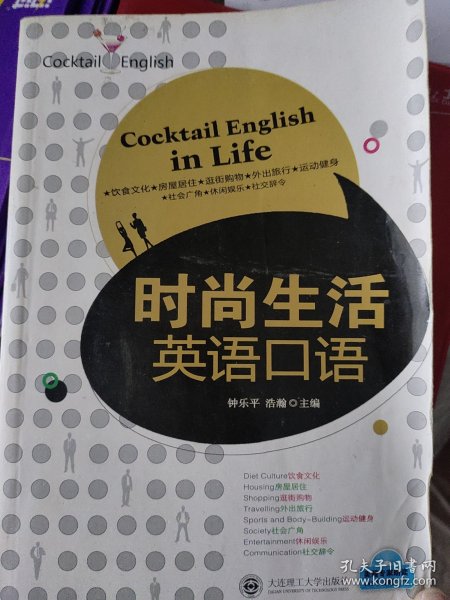 Cocktail English
Cocktail English
in Life
★饮食文化★房屋居住★逛街购物★外出旅行★运动健身
★社会广角★休闲娱乐★社交辞令
时尚生活
英语口语
钟乐平 浩瀚◎主编
Diet Culture饮食文化
Housing房屋居住
Shopping逛街购物
Travelling外出旅行
Sports and Body-Building运动健身
Society社会广角
Entertainment休闲娱乐
Communication社交辞令
大连理工大学出版社
DALIAN UNIVERSITY OF TECHNOLOGY PRESS
孔夫子旧书网